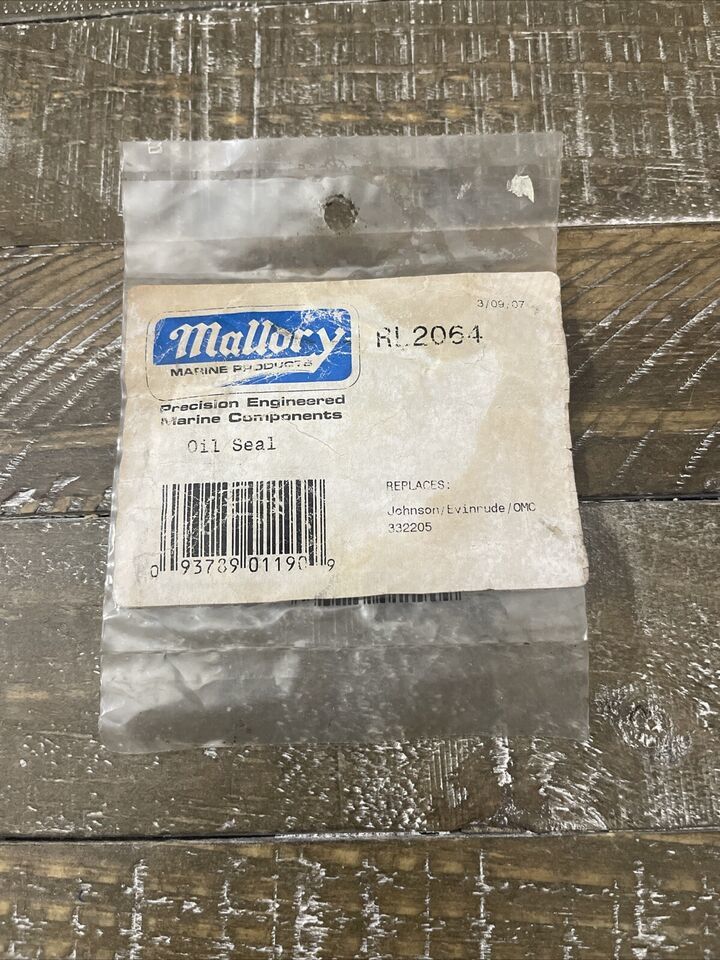 3/09/07
Mallory
MARINE PRODUCTS
RL2064
Precision Engineered
Marine Components
Oil Seal
REPLACES:
Johnson/Evinrude/OMC
332205
0 93789 01190 9